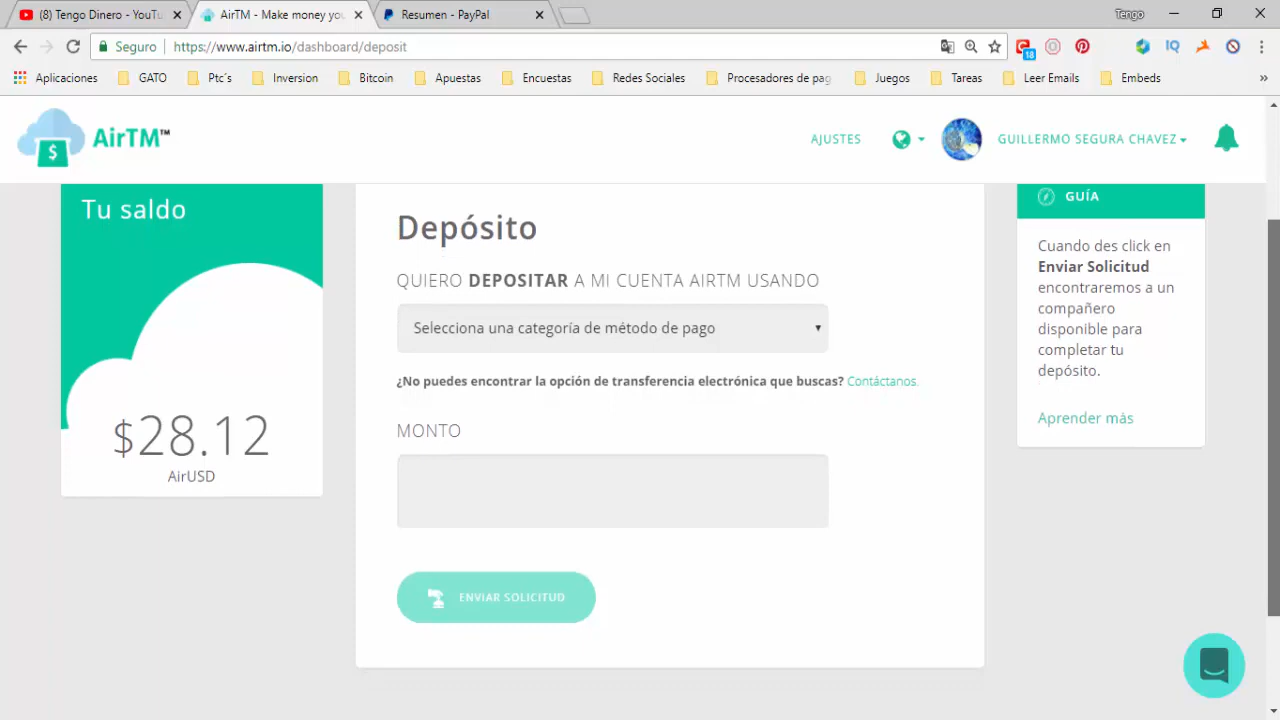 (8) Tengo Dinero - YouTu
AirTM - Make money you
Resumen - PayPal
Tengo
Seguro
https://www.airtm.io/dashboard/deposit
18
IQ
Aplicaciones
GATO
Ptc´s
Inversion
Bitcoin
Apuestas
Encuestas
Redes Sociales
Procesadores de pag
Juegos
Tareas
Leer Emails
Embeds
»
$
AirTM™
AJUSTES
GUILLERMO SEGURA CHAVEZ
Tu saldo
$28.12
AirUSD
Depósito
QUIERO DEPOSITAR A MI CUENTA AIRTM USANDO
Selecciona una categoría de método de pago
¿No puedes encontrar la opción de transferencia electrónica que buscas? Contáctanos.
MONTO
ENVIAR SOLICITUD
GUÍA
Cuando des click en
Enviar Solicitud
encontraremos a un
compañero
disponible para
completar tu
depósito.
Aprender más